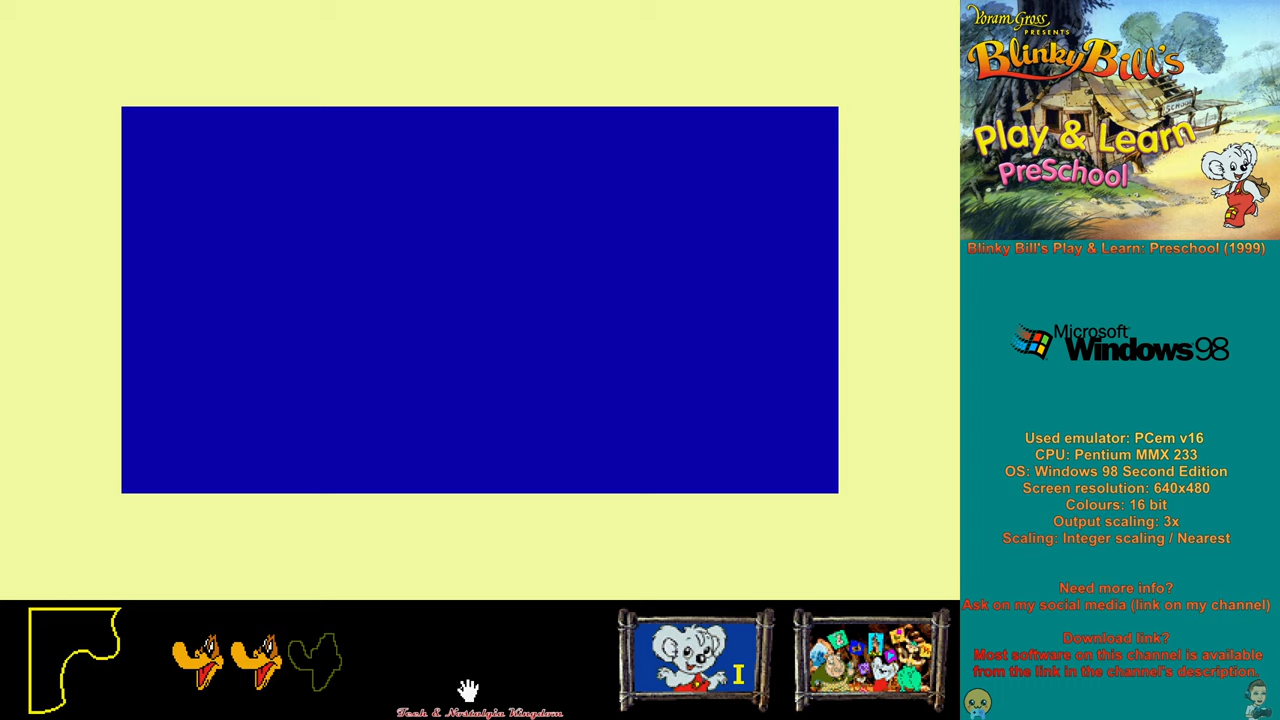 Yoram Gross
PRESENTS
Blinky Bill's
SCHOOL
Play & Learn
PreSchool
Blinky Bill's Play & Learn: Preschool (1999)
Microsoft
Windows 98
Used emulator: PCem v16
CPU: Pentium MMX 233
OS: Windows 98 Second Edition
Screen resolution: 640x480
Colours: 16 bit
Output scaling: 3x
Scaling: Integer scaling / Nearest
Need more info?
Ask on my social media (link on my channel)
Download link?
Most software on this channel is available
from the link in the channel's description.
I
Tech & Nostalgia Kingdom